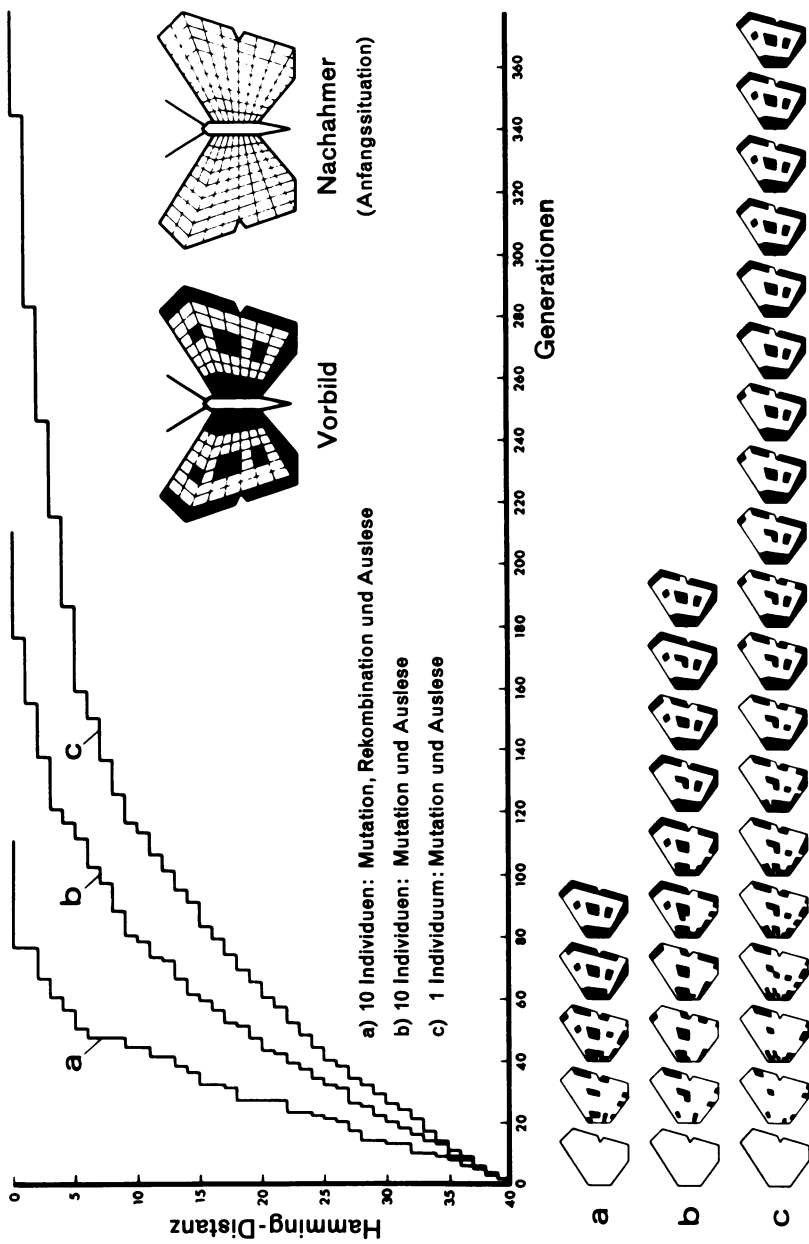 Hamming-Distanz
0
5
10
15
20
25
30
35
40
a
b
c
Vorbild
Nachahmer
(Anfangssituation)
a) 10 Individuen: Mutation, Rekombination und Auslese
b) 10 Individuen: Mutation und Auslese
c) 1 Individuum: Mutation und Auslese
0
20
40
60
80
100
120
140
160
180
200
220
240
260
280
300
320
340
360
Generationen
a
b
c